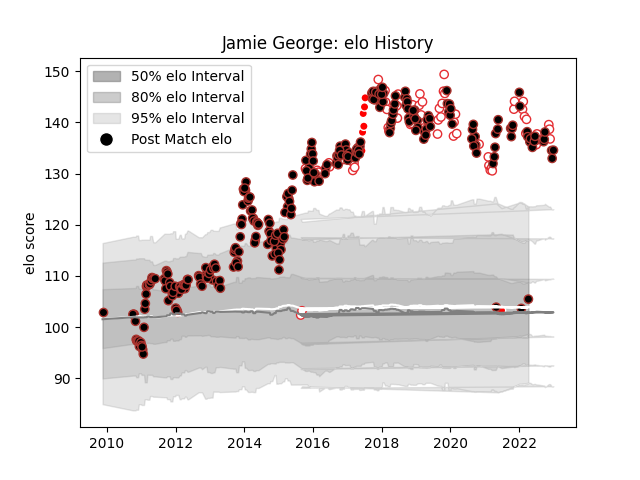 Jamie George: elo History
50% elo Interval
80% elo Interval
95% elo Interval
Post Match elo
elo score
150
140
130
120
110
100
90
2010 2012 2014 2016 2018 2020 2022